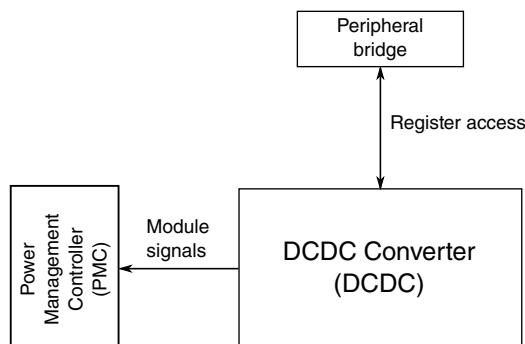 Peripheral
bridge
Register access
Module
signals
Power
Management
Controller
(PMC)
DCDC Converter
(DCDC)